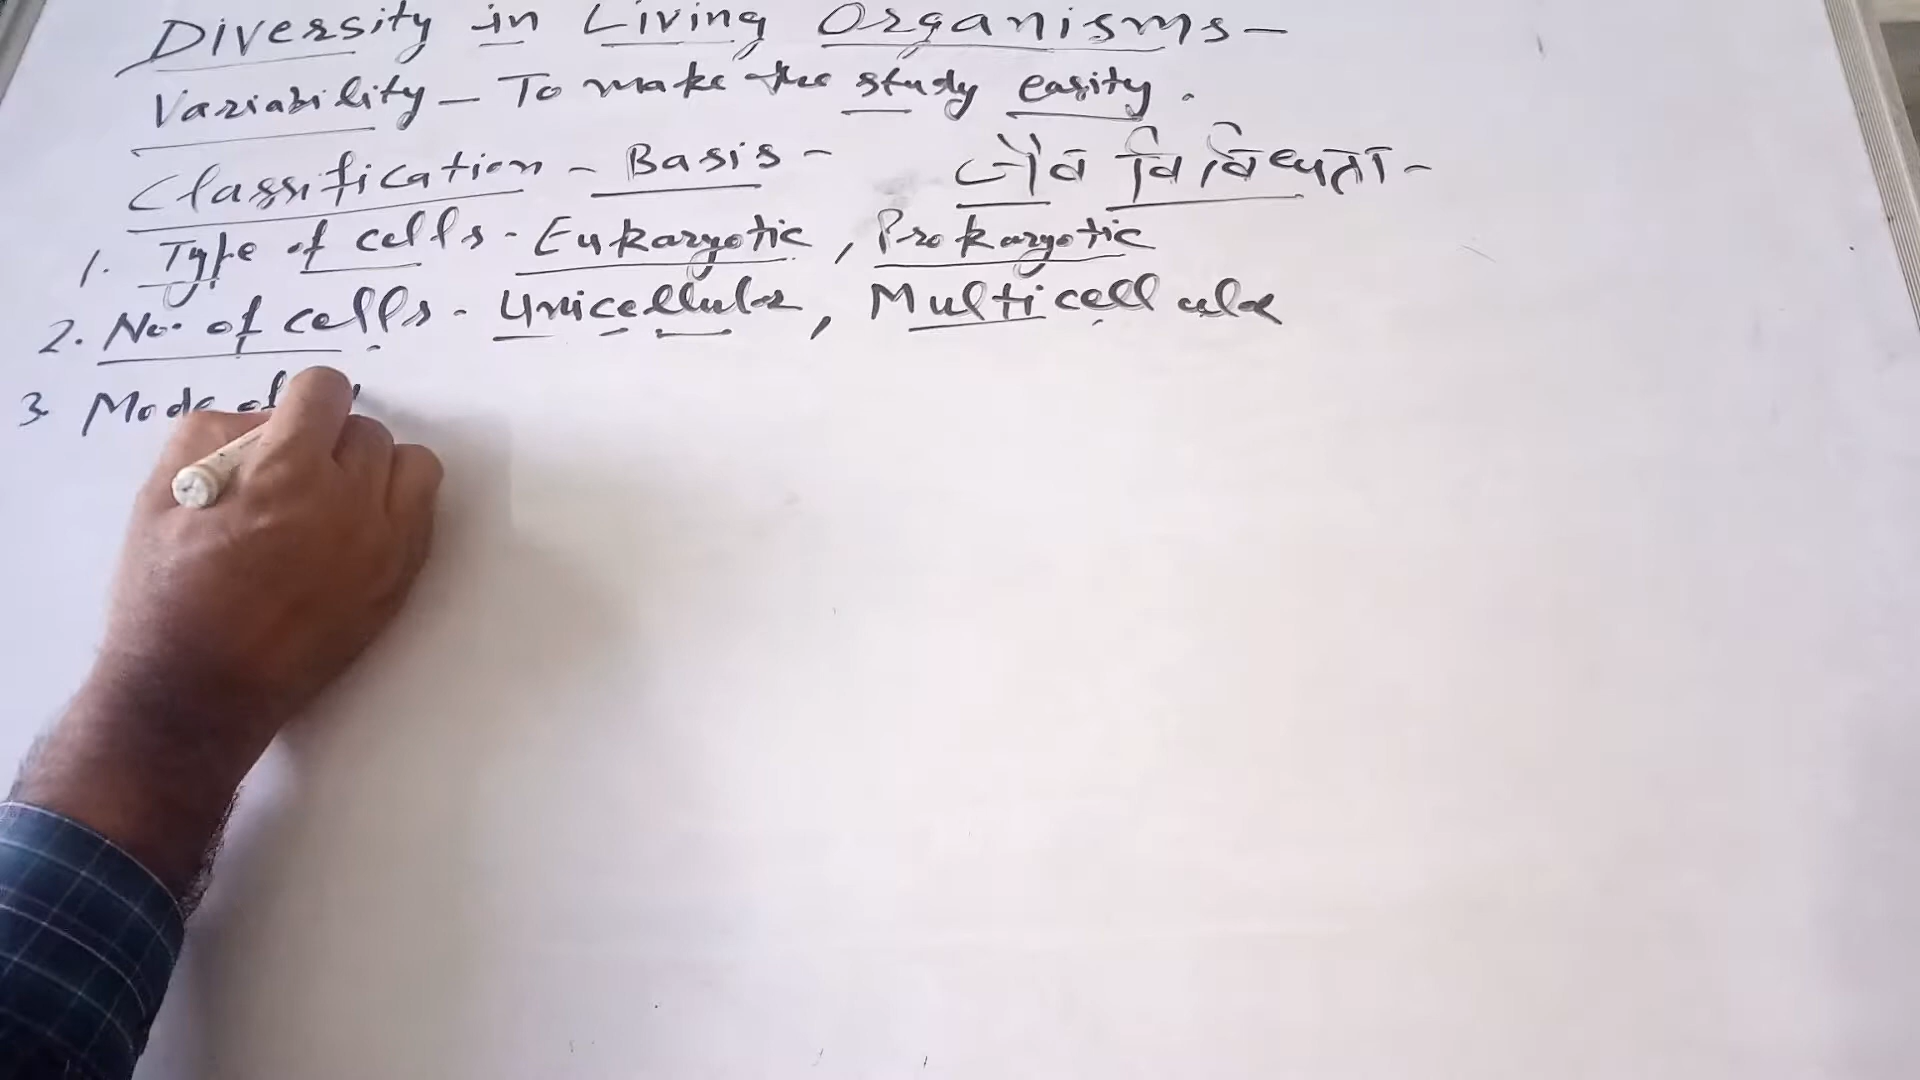 Diversity in Living Organisms-
Variability - To make the study easity.
Classification - Basis - जैव विविधता-
1. Type of cells - Eukaryotic, Prokaryotic
2. No. of cells - Unicellular, Multicellular
3 Mode of